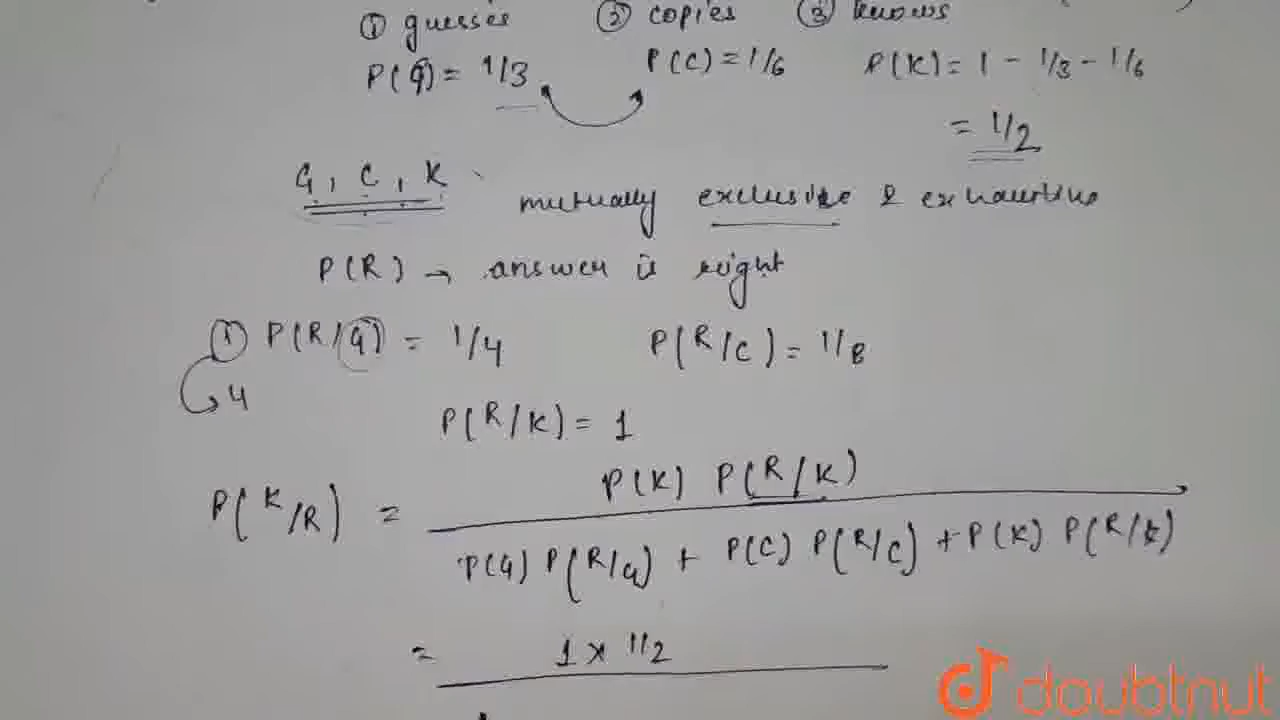 ① guesses ② copies ③ knows
P(G) = 1/3 P(C) = 1/6 P(K) = 1 - 1/3 - 1/6
= 1/2
G, C, K mutually exclusive & exhaustive
P(R) → answer is right
① P(R/G) = 1/4 P(R/C) = 1/8
4
P(R/K) = 1
P(K) P(R/K)
P(K/R) =
P(G) P(R/G) + P(C) P(R/C) + P(K) P(R/K)
= 1 x 1/2
doubtnut